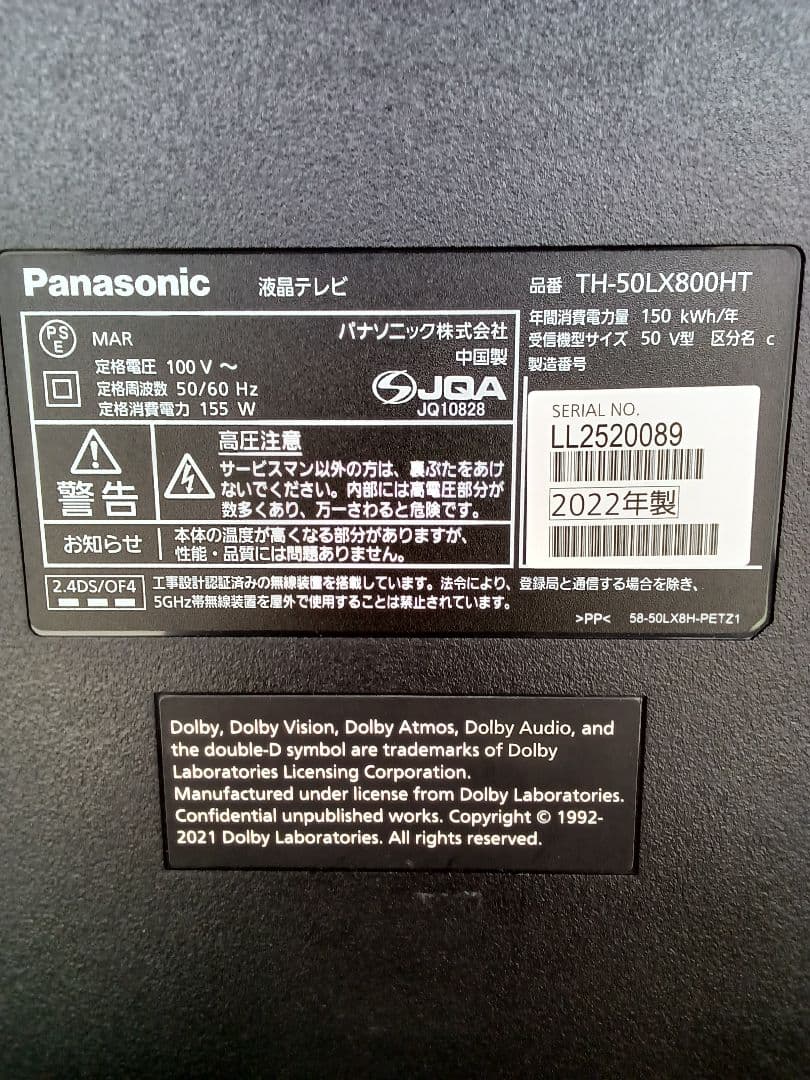 Panasonic 液晶テレビ
品番 TH-50LX800HT
年間消費電力量 150 kWh/年
受信機型サイズ 50 V型 区分名 c
製造番号
PS
E
MAR
パナソニック株式会社
中国製
定格電圧 100 V ～
定格周波数 50/60 Hz
定格消費電力 155 W
JQA
JQ10828
SERIAL NO.
LL2520089
2022年製
警告
高圧注意
サービスマン以外の方は、裏ぶたをあけ
ないでください。内部には高電圧部分が
数多くあり、万一さわると危険です。
お知らせ
本体の温度が高くなる部分がありますが、
性能・品質には問題ありません。
2.4DS/OF4
工事設計認証済みの無線装置を搭載しています。法令により、登録局と通信する場合を除き、
5GHz帯無線装置を屋外で使用することは禁止されています。
>PP< 58-50LX8H-PETZ1
Dolby, Dolby Vision, Dolby Atmos, Dolby Audio, and
the double-D symbol are trademarks of Dolby
Laboratories Licensing Corporation.
Manufactured under license from Dolby Laboratories.
Confidential unpublished works. Copyright © 1992-
2021 Dolby Laboratories. All rights reserved.